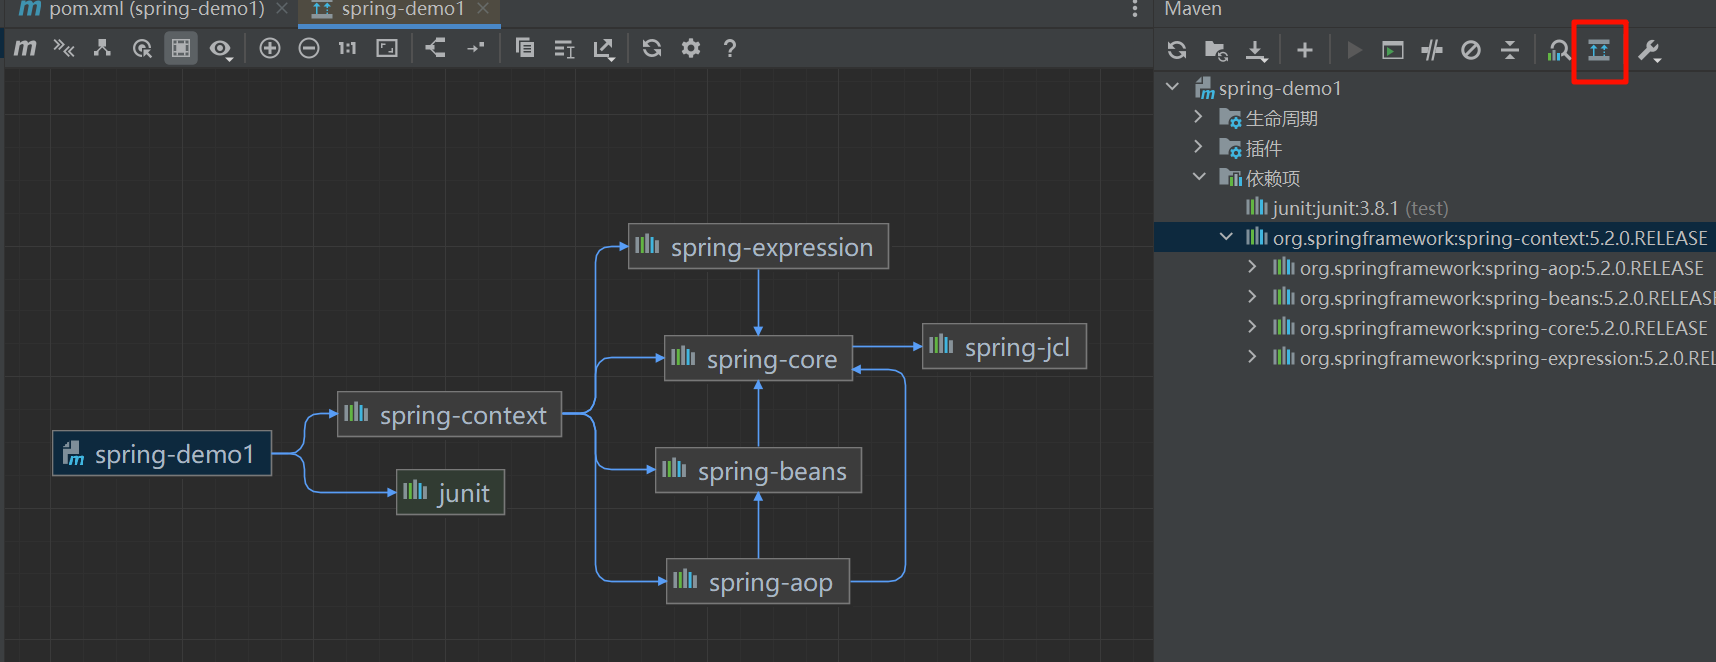 pom.xml (spring-demo1)
spring-demo1
Maven
1:1
?
spring-demo1
生命周期
插件
依赖项
junit:junit:3.8.1 (test)
org.springframework:spring-context:5.2.0.RELEASE
org.springframework:spring-aop:5.2.0.RELEASE
org.springframework:spring-beans:5.2.0.RELEASE
org.springframework:spring-core:5.2.0.RELEASE
org.springframework:spring-expression:5.2.0.REL
spring-expression
spring-core
spring-jcl
spring-context
spring-demo1
spring-beans
junit
spring-aop